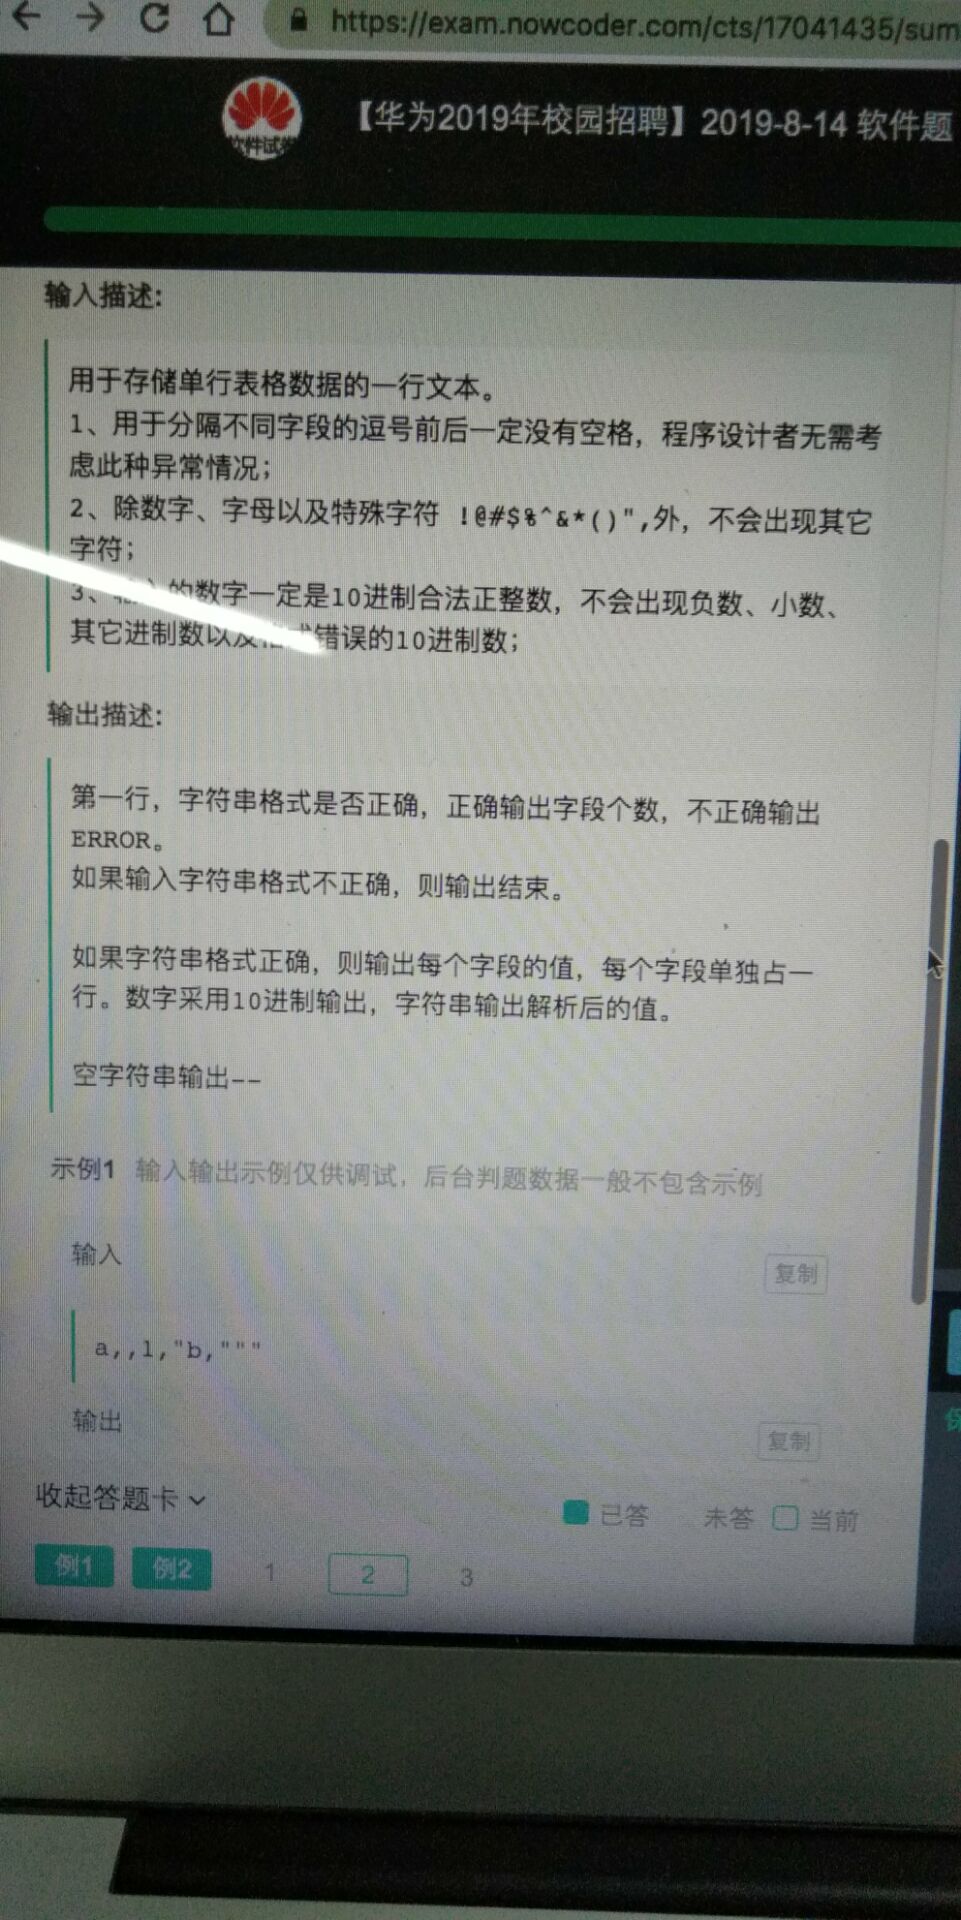 https://exam.nowcoder.com/cts/17041435/sum
【华为2019年校园招聘】2019-8-14 软件题
输入描述:
用于存储单行表格数据的一行文本。
1、用于分隔不同字段的逗号前后一定没有空格，程序设计者无需考
虑此种异常情况；
2、除数字、字母以及特殊字符 !@#$%^&*()",外，不会出现其它
字符；
3、的数字一定是10进制合法正整数，不会出现负数、小数、
其它进制数以及错误的10进制数；
输出描述:
第一行，字符串格式是否正确，正确输出字段个数，不正确输出
ERROR。
如果输入字符串格式不正确，则输出结束。
如果字符串格式正确，则输出每个字段的值，每个字段单独占一
行。数字采用10进制输出，字符串输出解析后的值。
空字符串输出--
示例1 输入输出示例仅供调试，后台判题数据一般不包含示例
输入
复制
a,,1,"b,"""
输出
复制
收起答题卡
已答 未答 当前
例1 例2 1 2 3